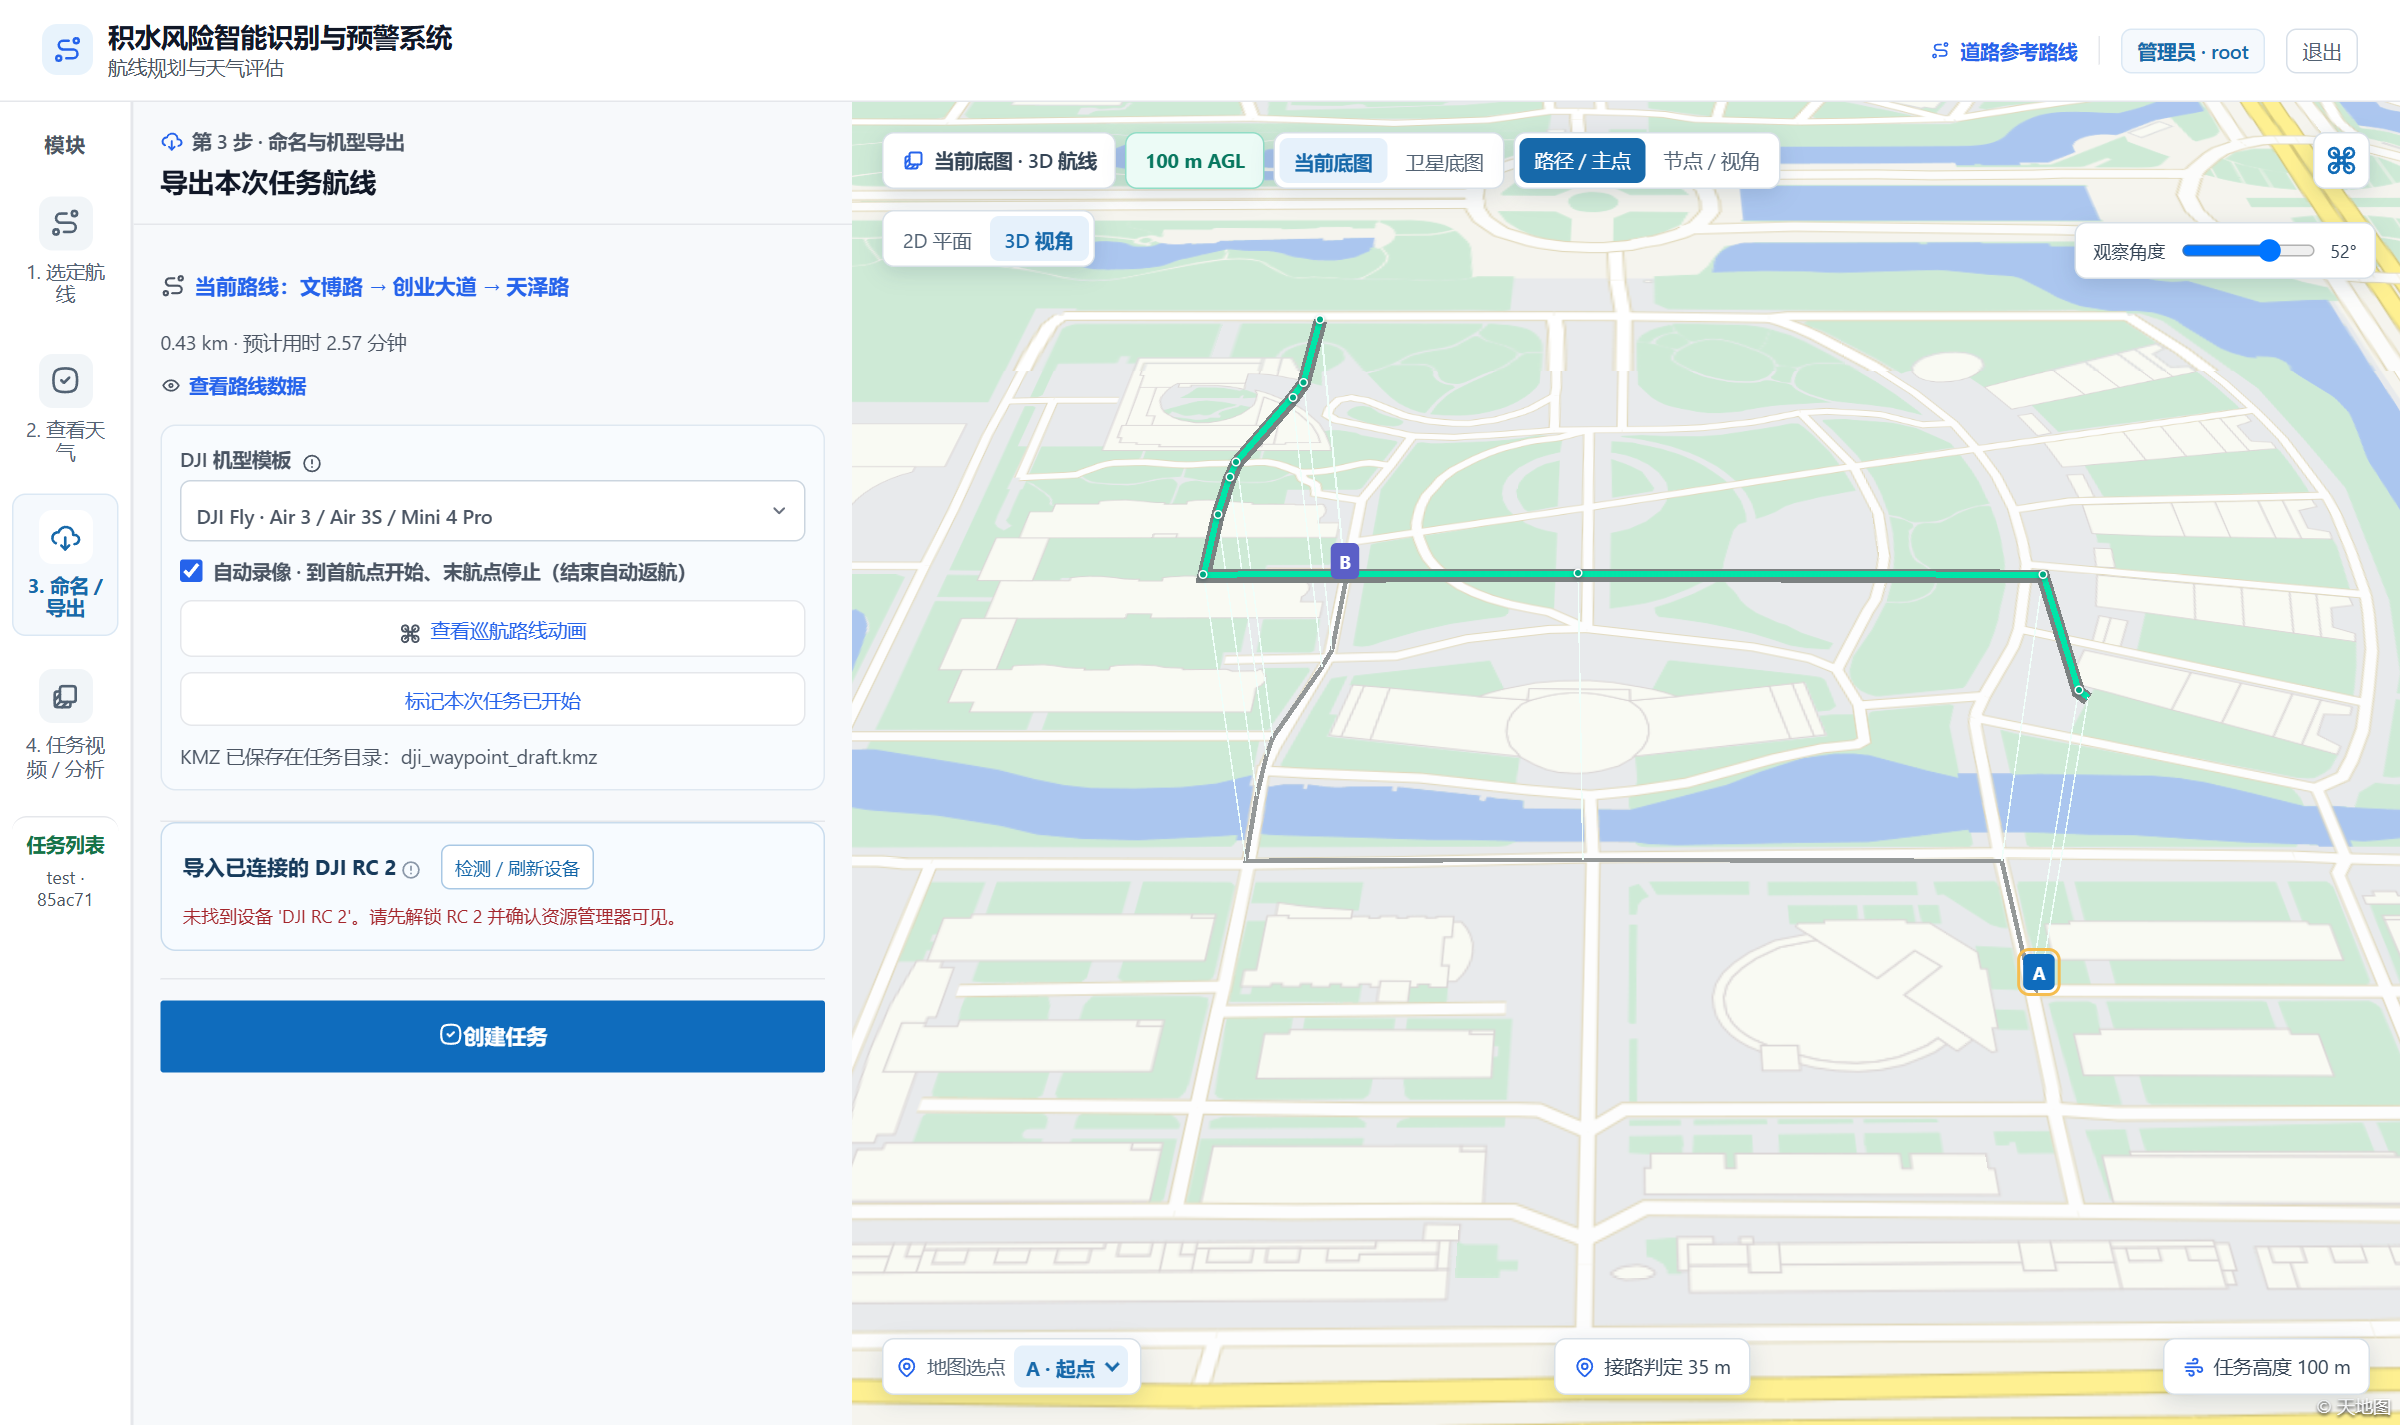 积水风险智能识别与预警系统
航线规划与天气评估
道路参考路线
管理员 · root
退出
模块
1. 选定航
线
2. 查看天
气
3. 命名 /
导出
4. 任务视
频 / 分析
任务列表
test ·
85ac71
第 3 步 · 命名与机型导出
导出本次任务航线
当前路线：文博路 → 创业大道 → 天泽路
0.43 km · 预计用时 2.57 分钟
查看路线数据
DJI 机型模板
DJI Fly · Air 3 / Air 3S / Mini 4 Pro
自动录像 · 到首航点开始、末航点停止（结束自动返航）
查看巡航路线动画
标记本次任务已开始
KMZ 已保存在任务目录：dji_waypoint_draft.kmz
导入已连接的 DJI RC 2
检测 / 刷新设备
未找到设备 'DJI RC 2'。请先解锁 RC 2 并确认资源管理器可见。
创建任务
当前底图 · 3D 航线
100 m AGL
当前底图
卫星底图
路径 / 主点
节点 / 视角
2D 平面
3D 视角
观察角度
52°
B
A
地图选点
A · 起点
接路判定 35 m
任务高度 100 m
© 天地图